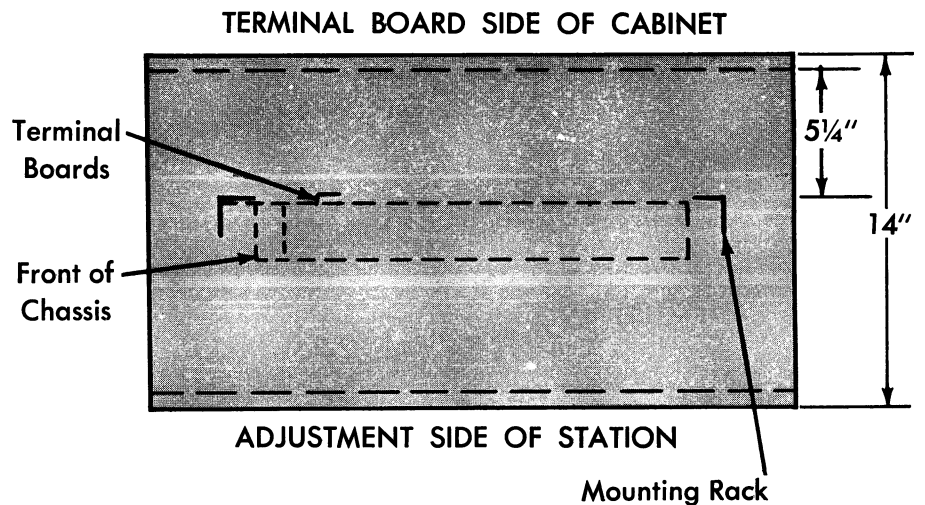 TERMINAL BOARD SIDE OF CABINET
Terminal
Boards
5¼"
14"
Front of
Chassis
ADJUSTMENT SIDE OF STATION
Mounting Rack